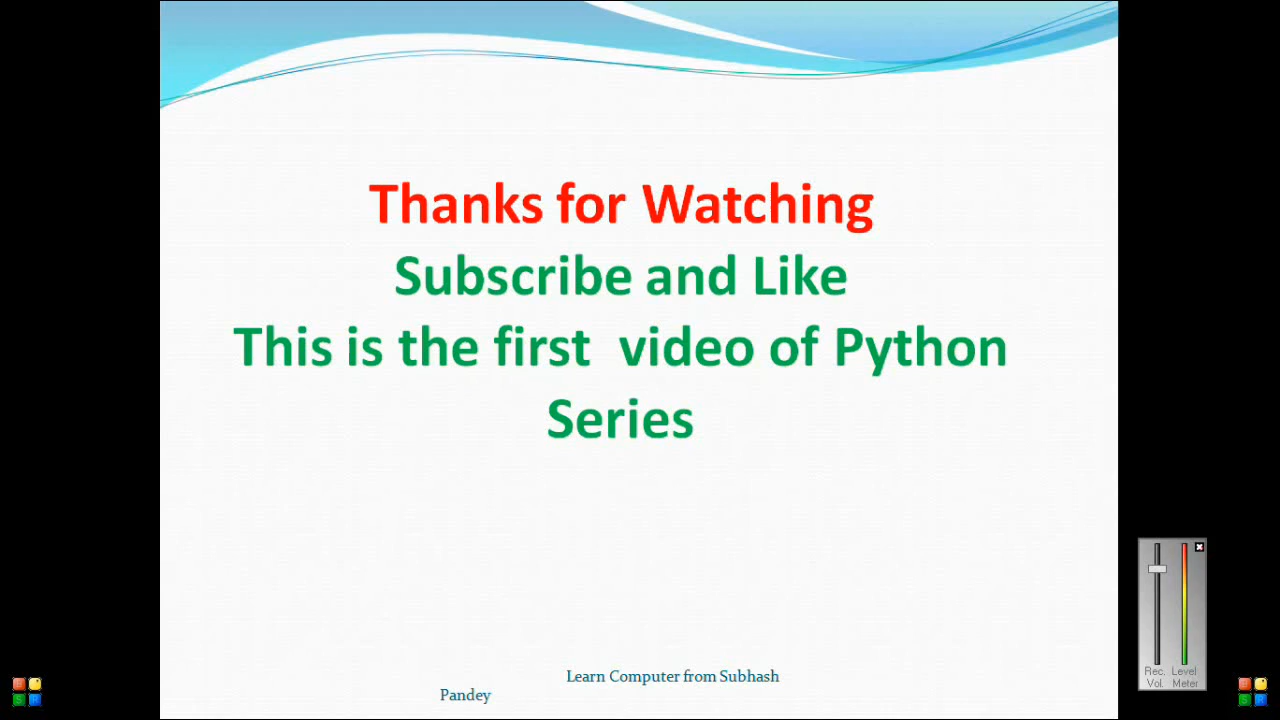 Thanks for Watching
Subscribe and Like
This is the first  video of Python
Series
Learn Computer from Subhash
Pandey
Rec. Level
Vol. Meter
S R
S R